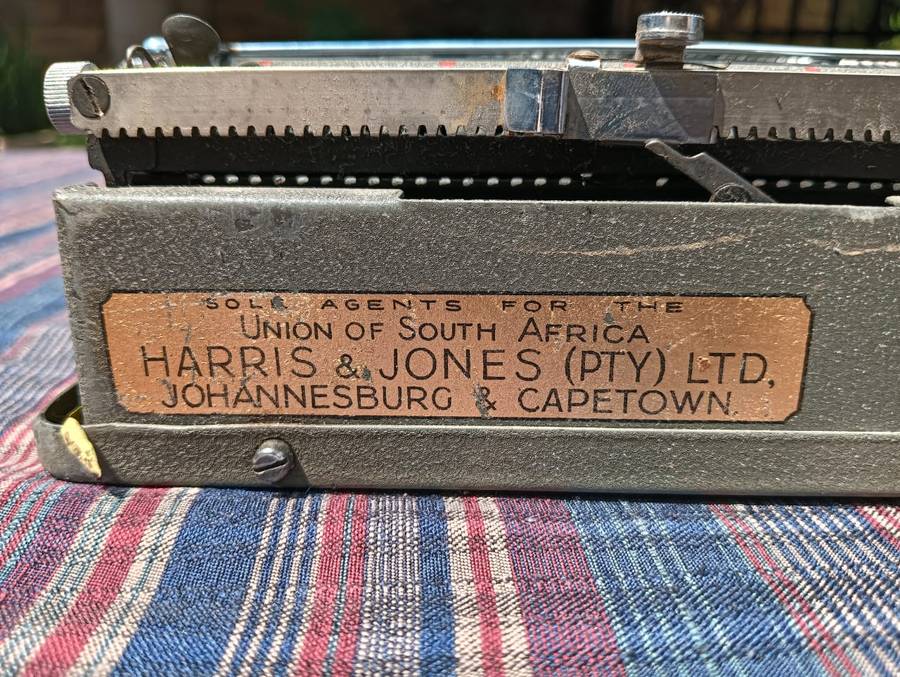 SOLE AGENTS FOR THE
UNION OF SOUTH AFRICA
HARRIS & JONES (PTY) LTD,
JOHANNESBURG & CAPETOWN.